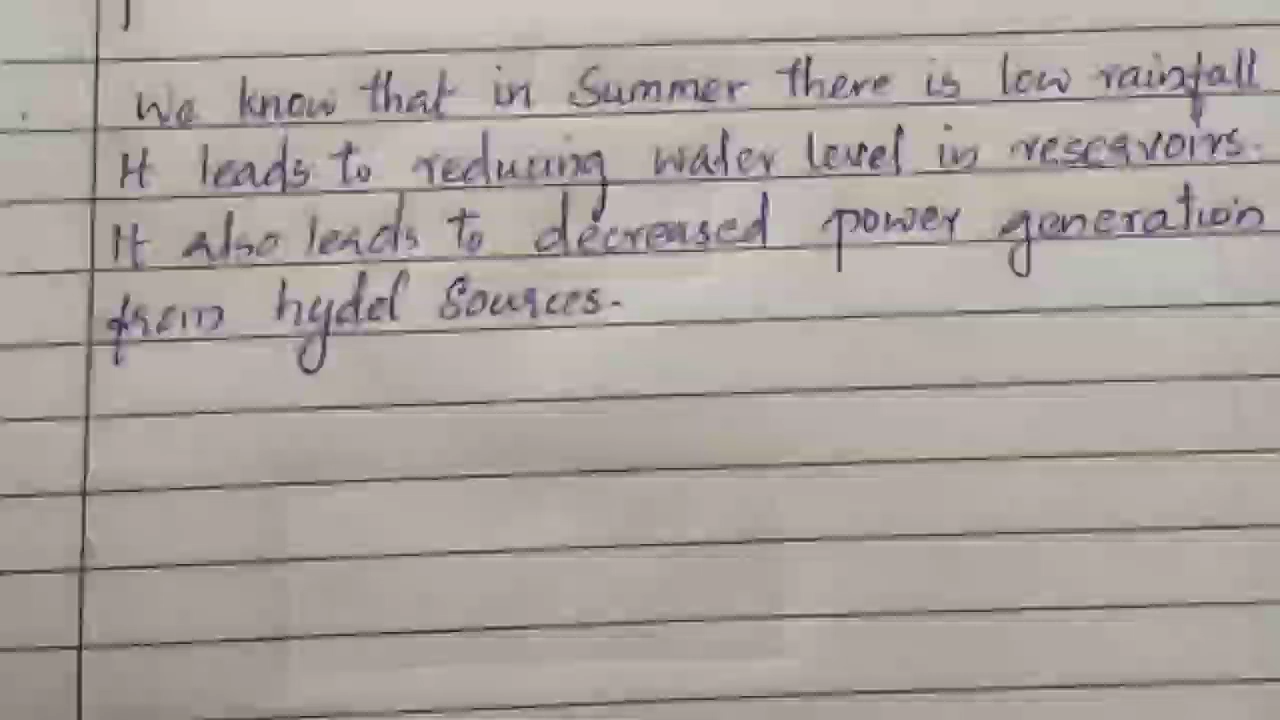 We know that in Summer there is low rainfall
It leads to reducing water level in reseavoirs.
It also leads to decreased power generation
from hydel Sources.